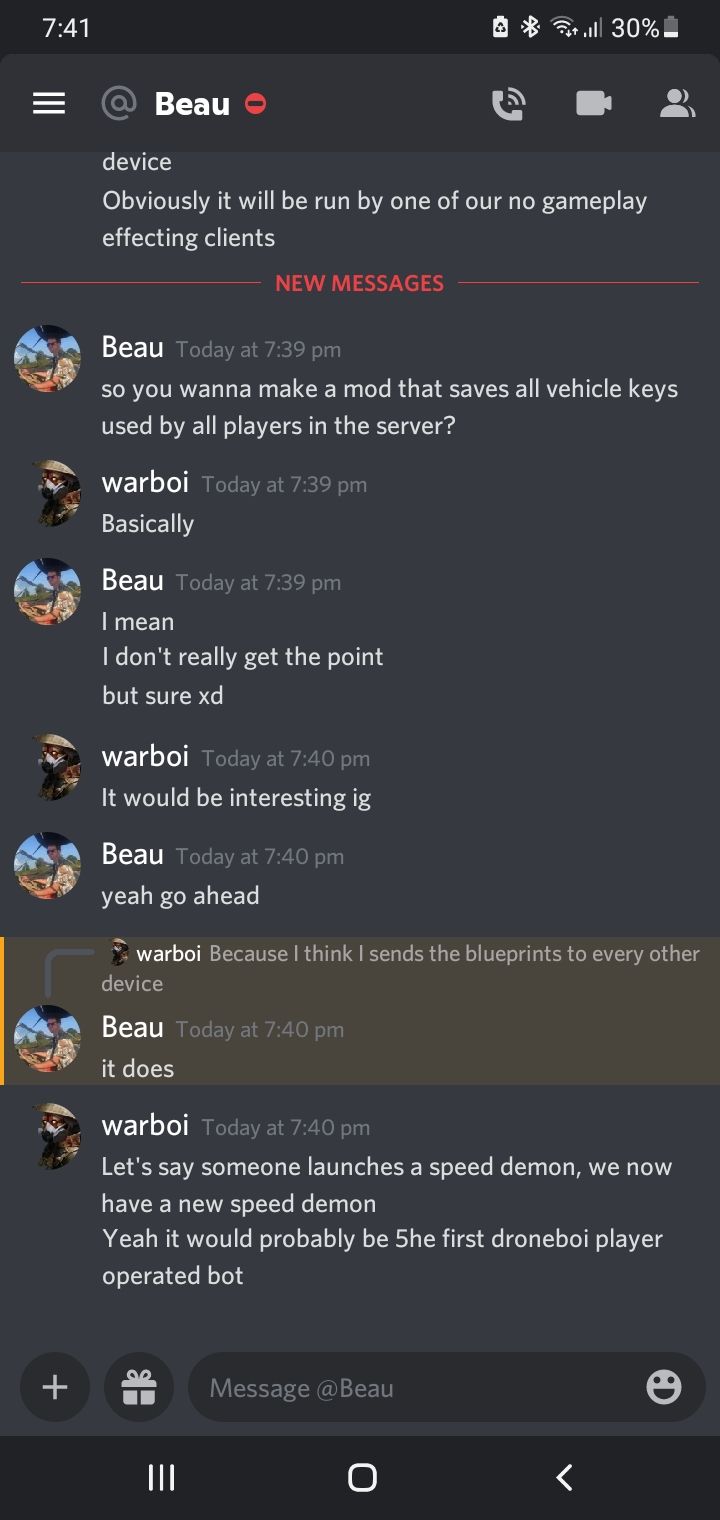 7:41
30%
@ Beau
device
Obviously it will be run by one of our no gameplay
effecting clients
NEW MESSAGES
Beau Today at 7:39 pm
so you wanna make a mod that saves all vehicle keys
used by all players in the server?
warboi Today at 7:39 pm
Basically
Beau Today at 7:39 pm
I mean
I don't really get the point
but sure xd
warboi Today at 7:40 pm
It would be interesting ig
Beau Today at 7:40 pm
yeah go ahead
warboi Because I think I sends the blueprints to every other
device
Beau Today at 7:40 pm
it does
warboi Today at 7:40 pm
Let's say someone launches a speed demon, we now
have a new speed demon
Yeah it would probably be 5he first droneboi player
operated bot
Message @Beau